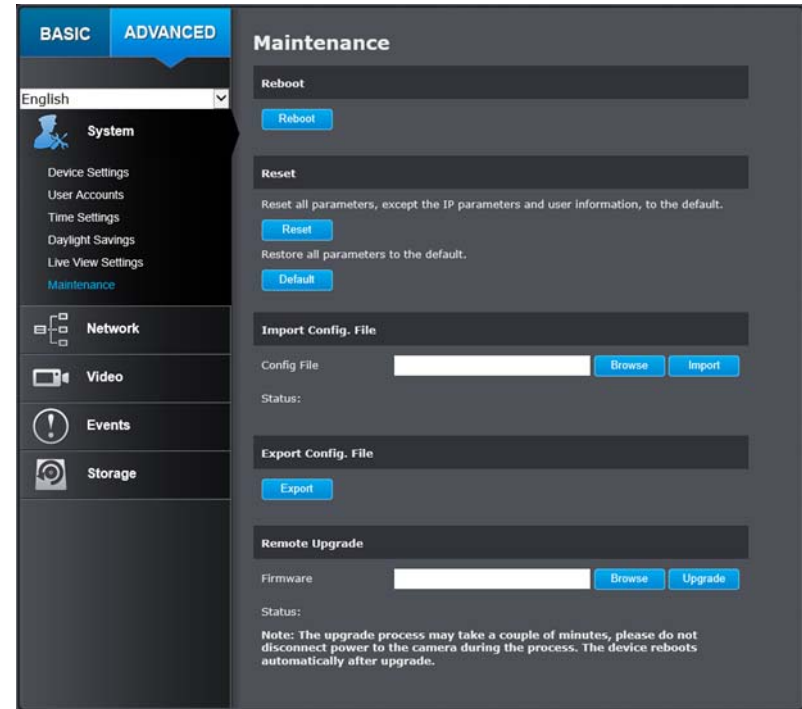 BASIC
ADVANCED
English
System
Device Settings
User Accounts
Time Settings
Daylight Savings
Live View Settings
Maintenance
Network
Video
Events
Storage
Maintenance
Reboot
Reboot
Reset
Reset all parameters, except the IP parameters and user information, to the default.
Reset
Restore all parameters to the default.
Default
Import Config. File
Config File
Browse
Import
Status:
Export Config. File
Export
Remote Upgrade
Firmware
Browse
Upgrade
Status:
Note: The upgrade process may take a couple of minutes, please do not
disconnect power to the camera during the process. The device reboots
automatically after upgrade.